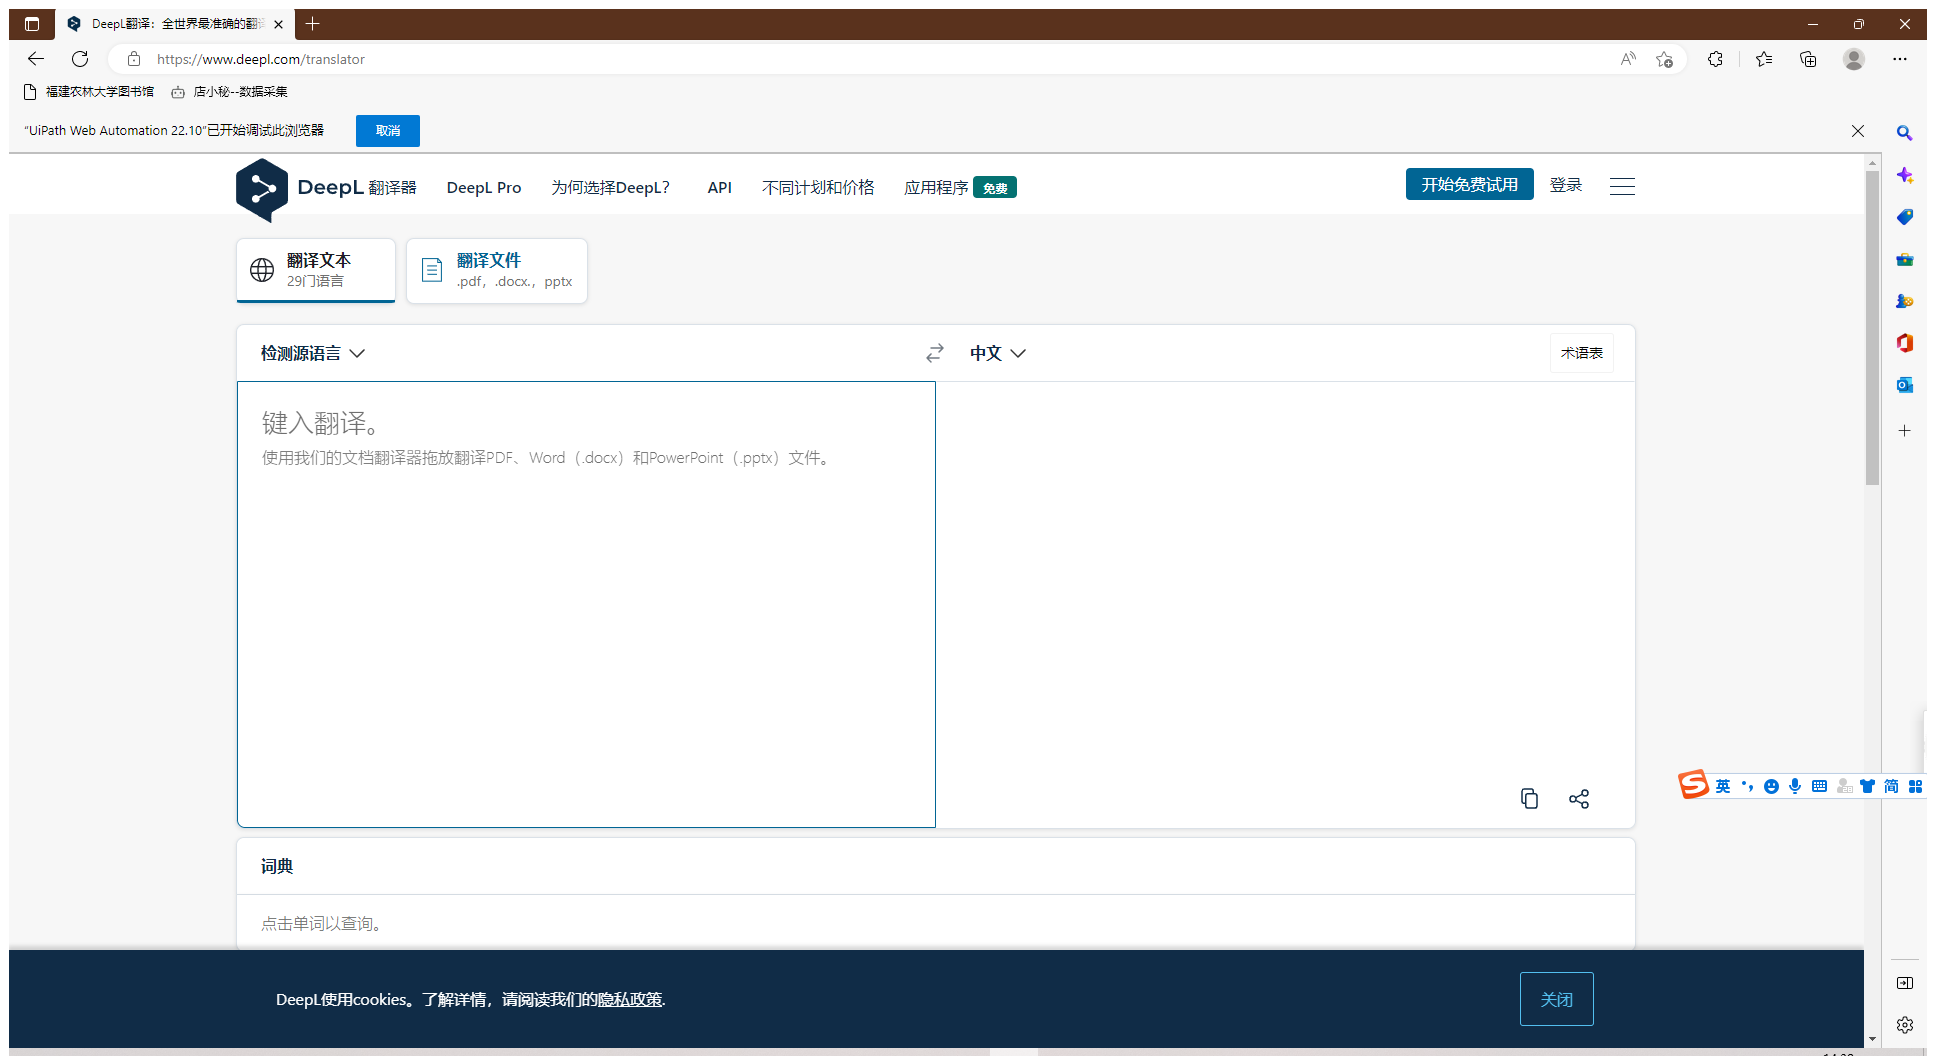 DeepL翻译：全世界最准确的翻译
https://www.deepl.com/translator
福建农林大学图书馆 店小秘--数据采集
"UiPath Web Automation 22.10"已开始调试此浏览器 取消
DeepL 翻译器 DeepL Pro 为何选择DeepL？ API 不同计划和价格 应用程序 免费 开始免费试用 登录
翻译文本
29门语言
翻译文件
.pdf，.docx.，pptx
检测源语言 中文 术语表
键入翻译。
使用我们的文档翻译器拖放翻译PDF、Word（.docx）和PowerPoint（.pptx）文件。
英 简
词典
点击单词以查询。
DeepL使用cookies。了解详情，请阅读我们的隐私政策. 关闭